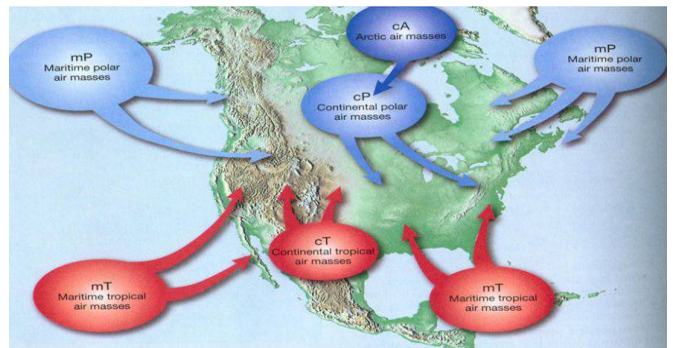 cA
Arctic air masses
mP
Maritime polar
air masses
mP
Maritime polar
air masses
cP
Continental polar
air masses
cT
Continental tropical
air masses
mT
Maritime tropical
air masses
mT
Maritime tropical
air masses